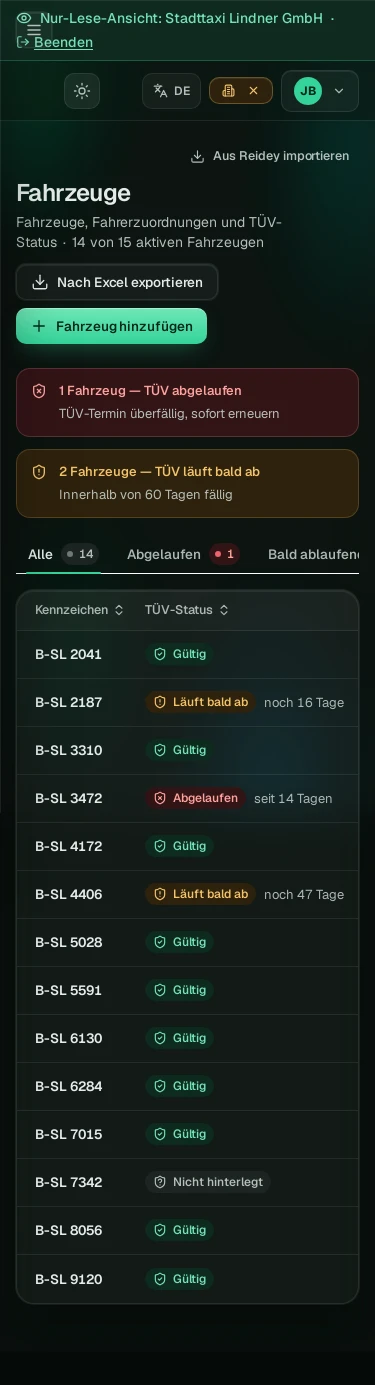 Nur-Lese-Ansicht: Stadttaxi Lindner GmbH ·
Beenden
DE
JB
Aus Reidey importieren
Fahrzeuge
Fahrzeuge, Fahrerzuordnungen und TÜV-
Status · 14 von 15 aktiven Fahrzeugen
Nach Excel exportieren
Fahrzeug hinzufügen
1 Fahrzeug — TÜV abgelaufen
TÜV-Termin überfällig, sofort erneuern
2 Fahrzeuge — TÜV läuft bald ab
Innerhalb von 60 Tagen fällig
Alle 14 Abgelaufen 1 Bald ablaufend
Kennzeichen TÜV-Status
B-SL 2041 Gültig
B-SL 2187 Läuft bald ab noch 16 Tage
B-SL 3310 Gültig
B-SL 3472 Abgelaufen seit 14 Tagen
B-SL 4172 Gültig
B-SL 4406 Läuft bald ab noch 47 Tage
B-SL 5028 Gültig
B-SL 5591 Gültig
B-SL 6130 Gültig
B-SL 6284 Gültig
B-SL 7015 Gültig
B-SL 7342 Nicht hinterlegt
B-SL 8056 Gültig
B-SL 9120 Gültig